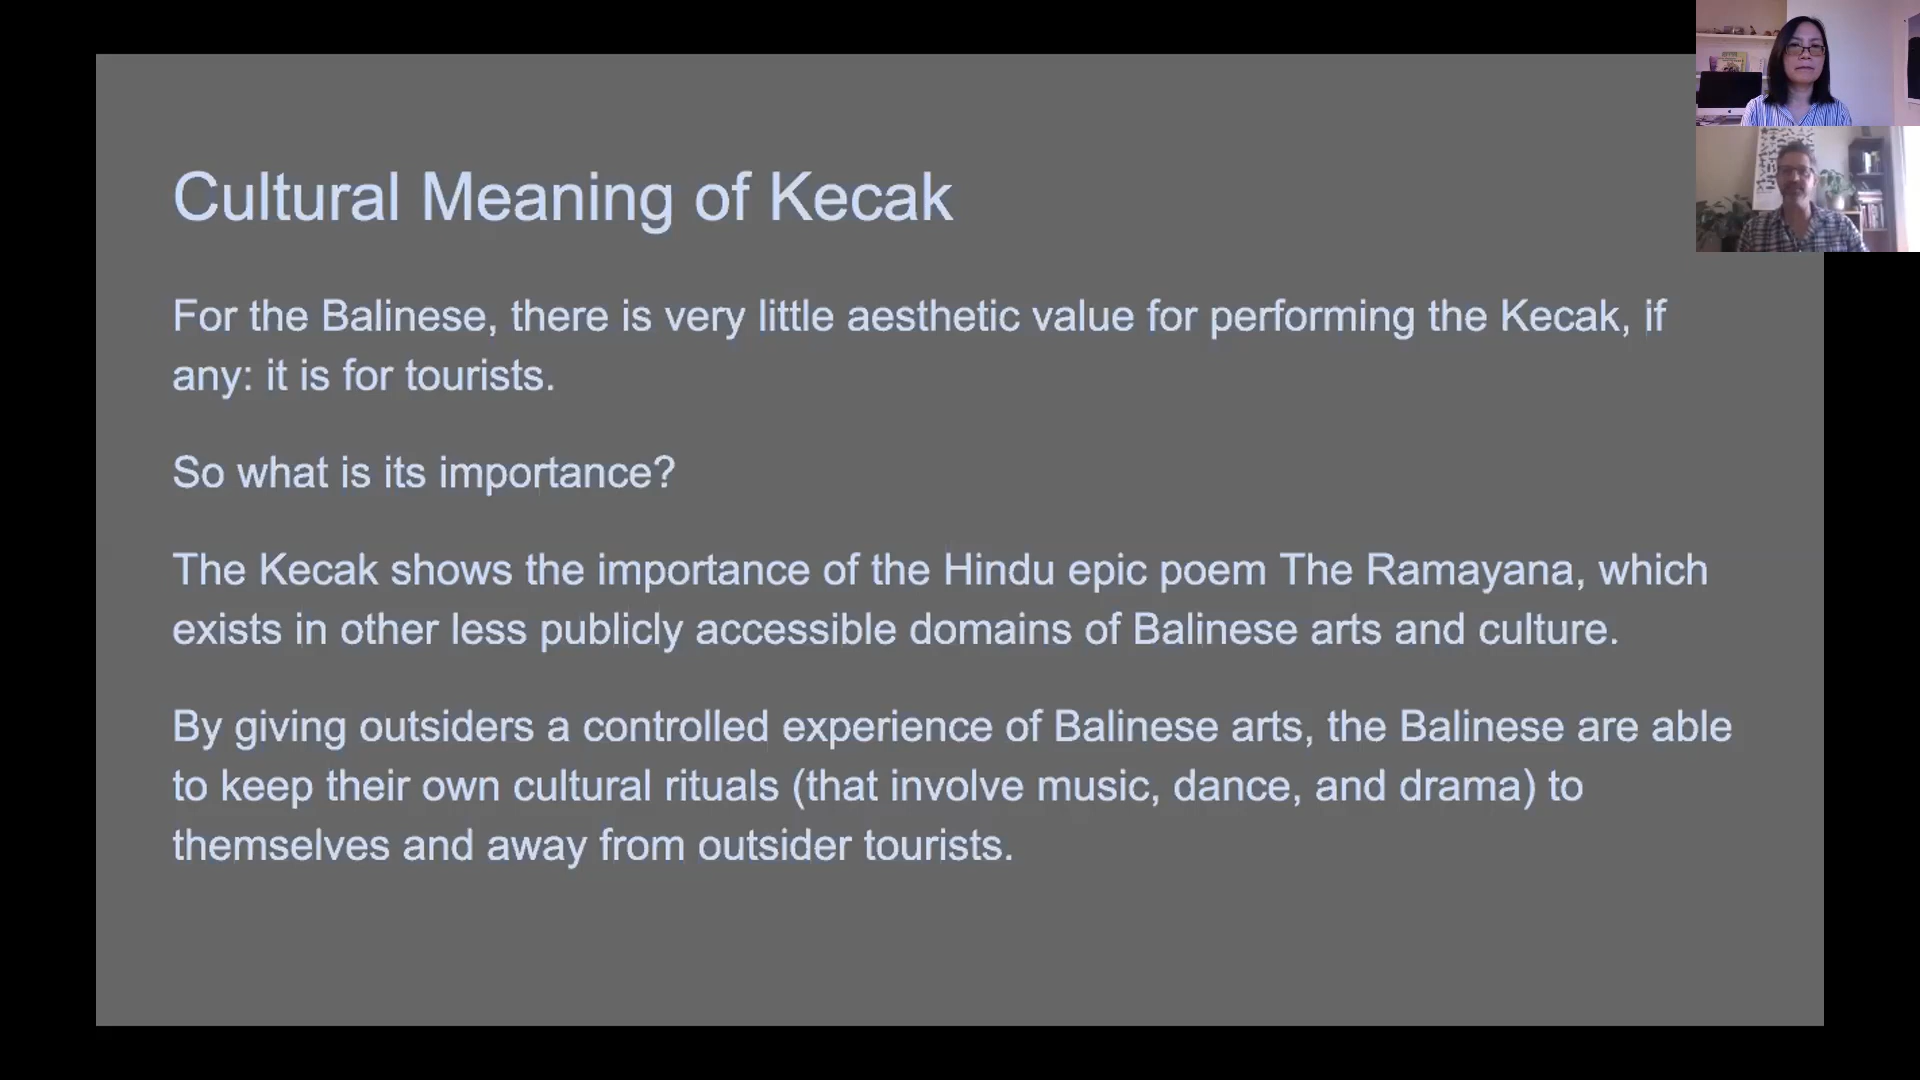 Cultural Meaning of Kecak
For the Balinese, there is very little aesthetic value for performing the Kecak, if
any: it is for tourists.
So what is its importance?
The Kecak shows the importance of the Hindu epic poem The Ramayana, which
exists in other less publicly accessible domains of Balinese arts and culture.
By giving outsiders a controlled experience of Balinese arts, the Balinese are able
to keep their own cultural rituals (that involve music, dance, and drama) to
themselves and away from outsider tourists.